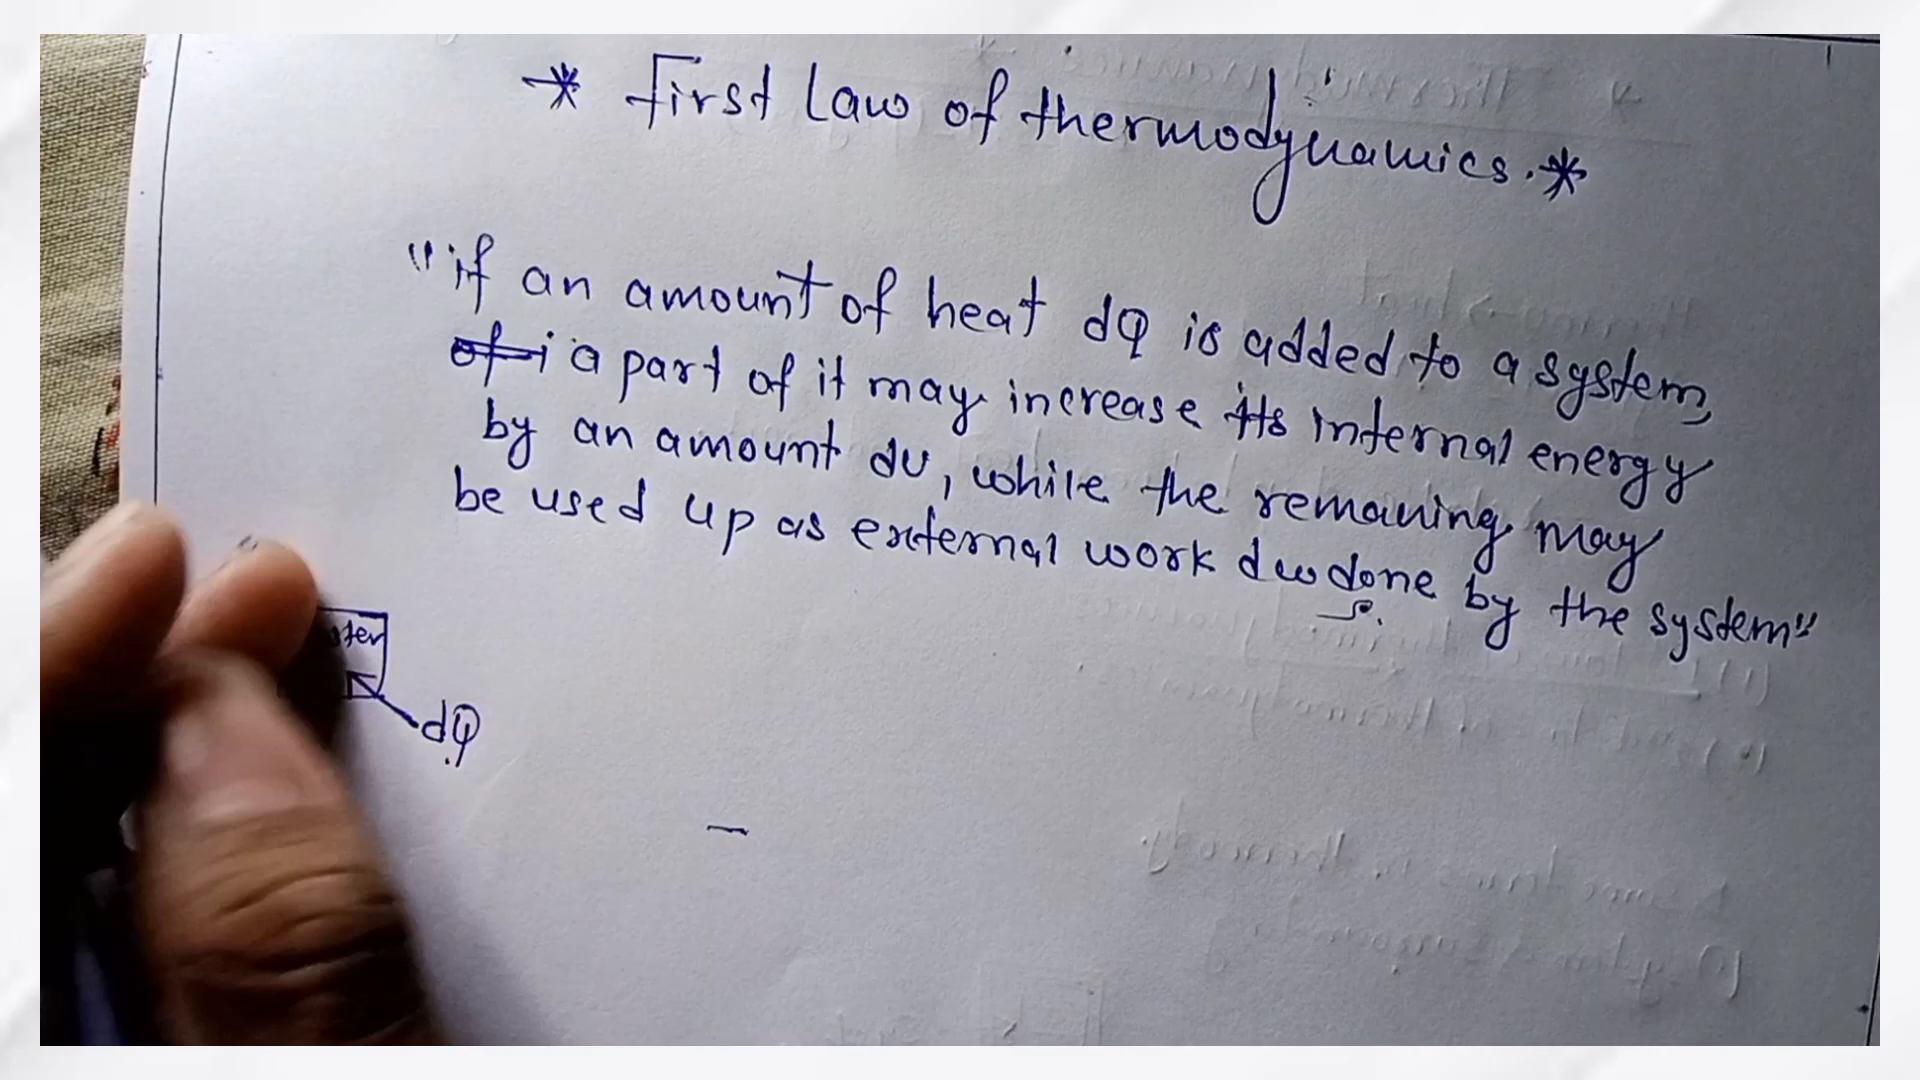 * First Law of thermodynamics. *
"if an amount of heat dQ is added to a system,
a part of it may increase its internal energy
by an amount du, while the remaining may
be used up as external work dw done by the system"
dQ